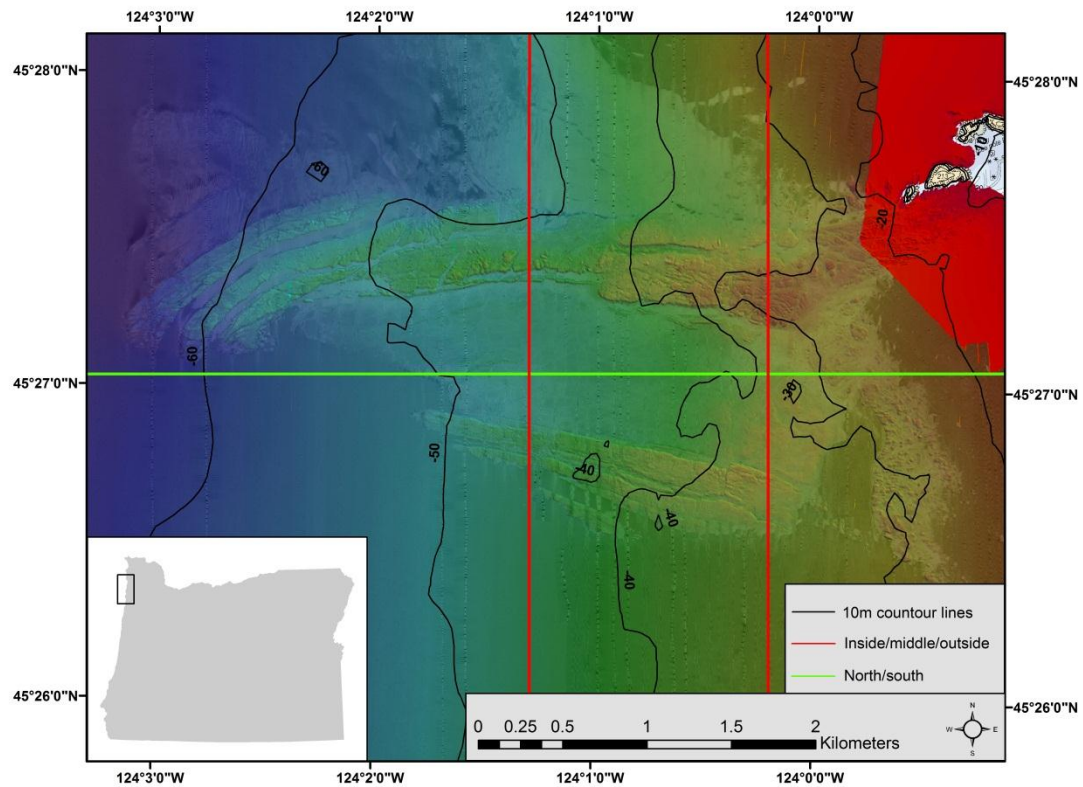 124°3'0"W 124°2'0"W 124°1'0"W 124°0'0"W
45°28'0"N
45°28'0"N
-60
-10
-20
-60
45°27'0"N
45°27'0"N
-30
-50
-40
-40
-40
10m countour lines
Inside/middle/outside
North/south
45°26'0"N
45°26'0"N
0 0.25 0.5 1 1.5 2
Kilometers
N
W E
S
124°3'0"W 124°2'0"W 124°1'0"W 124°0'0"W